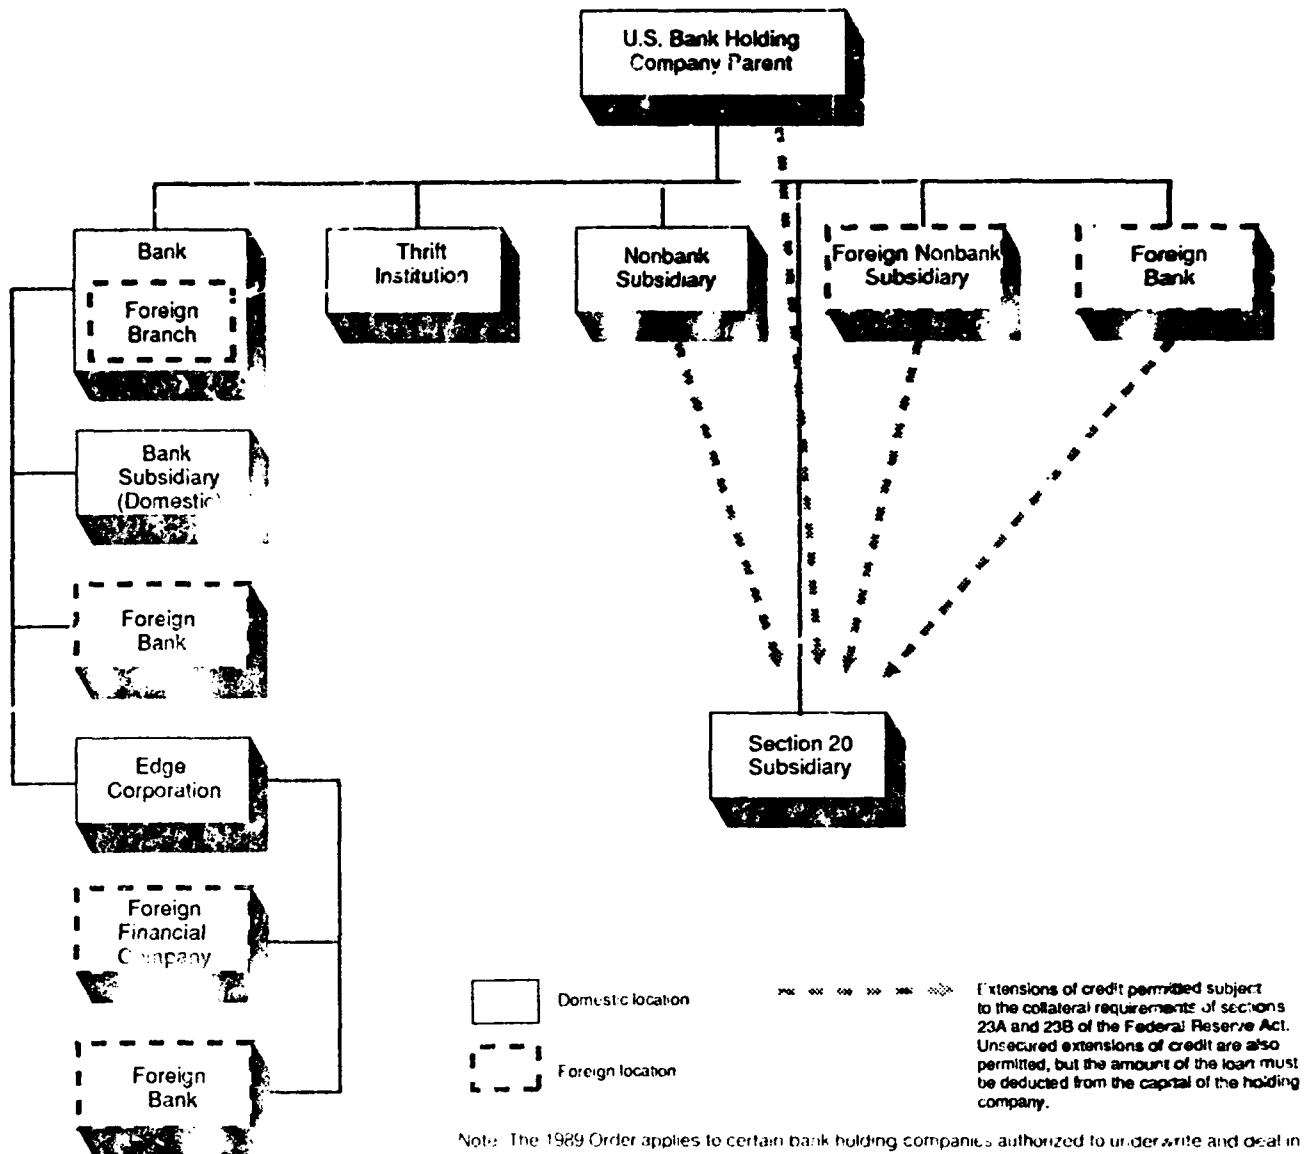 U.S. Bank Holding
Company Parent
Bank
Foreign
Branch
Thrift
Institution
Nonbank
Subsidiary
Foreign Nonbank
Subsidiary
Foreign
Bank
Bank
Subsidiary
(Domestic)
Foreign
Bank
Section 20
Subsidiary
Edge
Corporation
Foreign
Financial
Company
Foreign
Bank
Domestic location
Foreign location
Extensions of credit permitted subject
to the collateral requirements of sections
23A and 23B of the Federal Reserve Act.
Unsecured extensions of credit are also
permitted, but the amount of the loan must
be deducted from the capital of the holding
company.
Note: The 1989 Order applies to certain bank holding companies authorized to underwrite and deal in